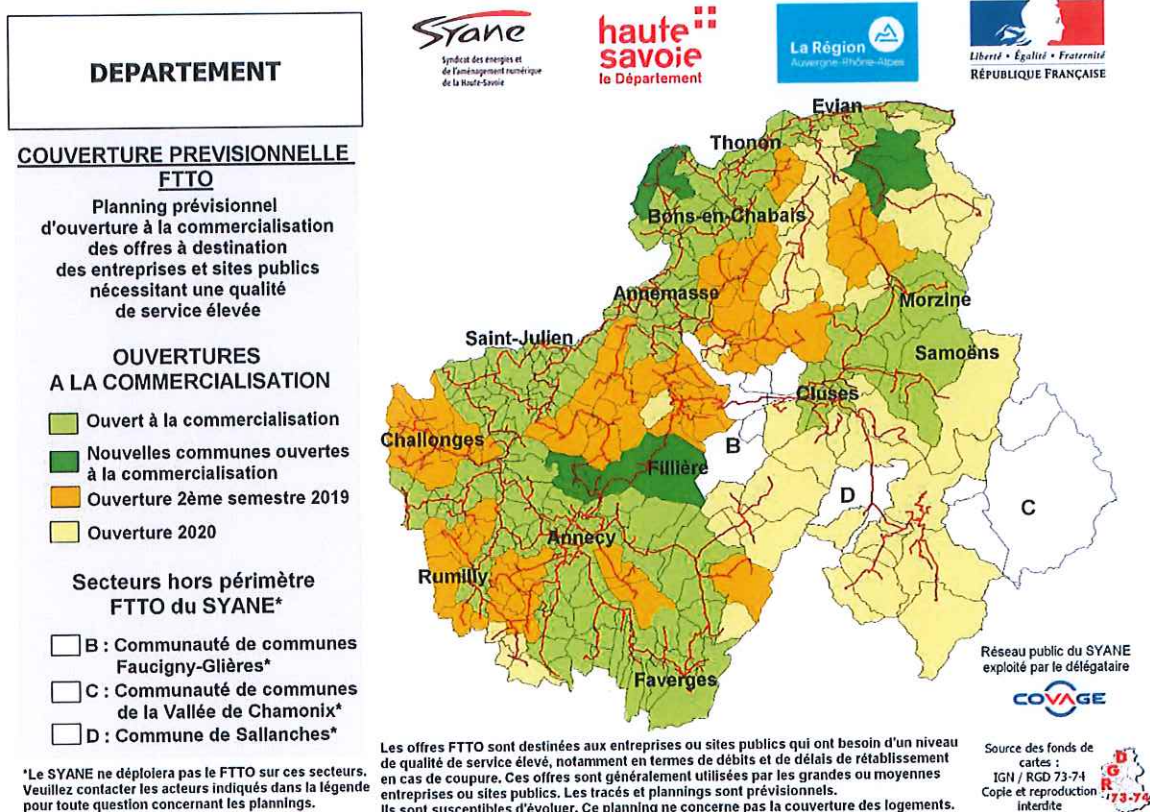 DEPARTEMENT
SYane
Syndicat des énergies et
de l'aménagement numérique
de la Haute-Savoie
haute
savoie
le Département
La Région
Auvergne-Rhône-Alpes
Liberté • Égalité • Fraternité
RÉPUBLIQUE FRANÇAISE
COUVERTURE PREVISIONNELLE
FTTO
Planning prévisionnel
d'ouverture à la commercialisation
des offres à destination
des entreprises et sites publics
nécessitant une qualité
de service élevée
OUVERTURES
A LA COMMERCIALISATION
Ouvert à la commercialisation
Nouvelles communes ouvertes
à la commercialisation
Ouverture 2ème semestre 2019
Ouverture 2020
Secteurs hors périmètre
FTTO du SYANE*
B : Communauté de communes
Faucigny-Glières*
C : Communauté de communes
de la Vallée de Chamonix*
D : Commune de Sallanches*
*Le SYANE ne déploiera pas le FTTO sur ces secteurs.
Veuillez contacter les acteurs indiqués dans la légende
pour toute question concernant les plannings.
Evian
Thonon
Bons-en-Chablais
Annemasse
Morzine
Saint-Julien
Samoëns
Cluses
Challonges
B
Fillière
D
C
Annecy
Rumilly
Faverges
Réseau public du SYANE
exploité par le délégataire
COVAGE
Les offres FTTO sont destinées aux entreprises ou sites publics qui ont besoin d'un niveau
de qualité de service élevé, notamment en termes de débits et de délais de rétablissement
en cas de coupure. Ces offres sont généralement utilisées par les grandes ou moyennes
entreprises ou sites publics. Les tracés et plannings sont prévisionnels.
Ils sont susceptibles d'évoluer. Ce planning ne concerne pas la couverture des logements.
Source des fonds de
cartes :
IGN / RGD 73-74
Copie et reproduction
interdite
RGD
73-74